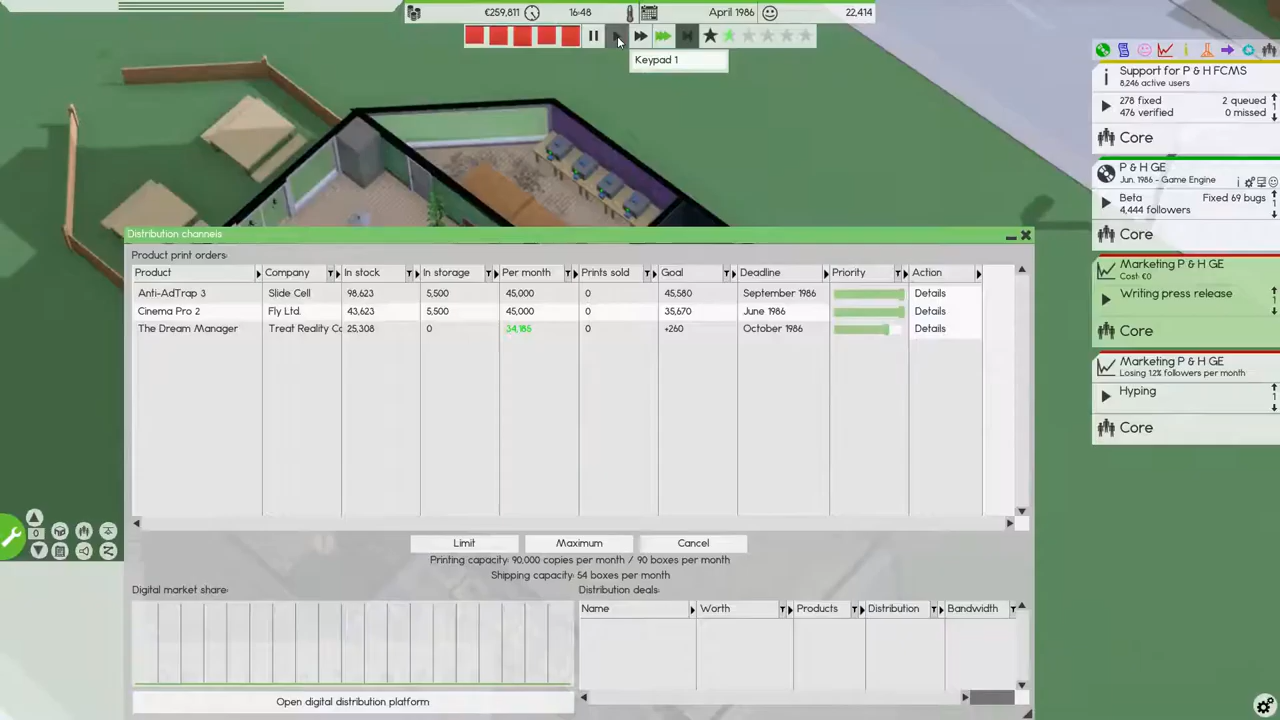 €259,811 16:48 April 1986 22,414
Keypad 1
Support for P & H FCMS
8,246 active users
278 fixed 2 queued
476 verified 0 missed
1
Core
P & H GE
Jun. 1986 - Game Engine
Beta Fixed 69 bugs
4,444 followers
1
Core
Marketing P & H GE
Cost: €0
Writing press release
1
Core
Marketing P & H GE
Losing 12% followers per month
Hyping
1
Core
Distribution channels
Product print orders:
Product Company In stock In storage Per month Prints sold Goal Deadline Priority Action
Anti-AdTrap 3 Slide Cell 98,623 5,500 45,000 0 45,580 September 1986 Details
Cinema Pro 2 Fly Ltd. 43,623 5,500 45,000 0 35,670 June 1986 Details
The Dream Manager Treat Reality Co 25,308 0 34,185 0 +260 October 1986 Details
0
Limit Maximum Cancel
Printing capacity: 90,000 copies per month / 90 boxes per month
Shipping capacity: 54 boxes per month
Digital market share:
Distribution deals:
Name Worth Products Distribution Bandwidth
Open digital distribution platform